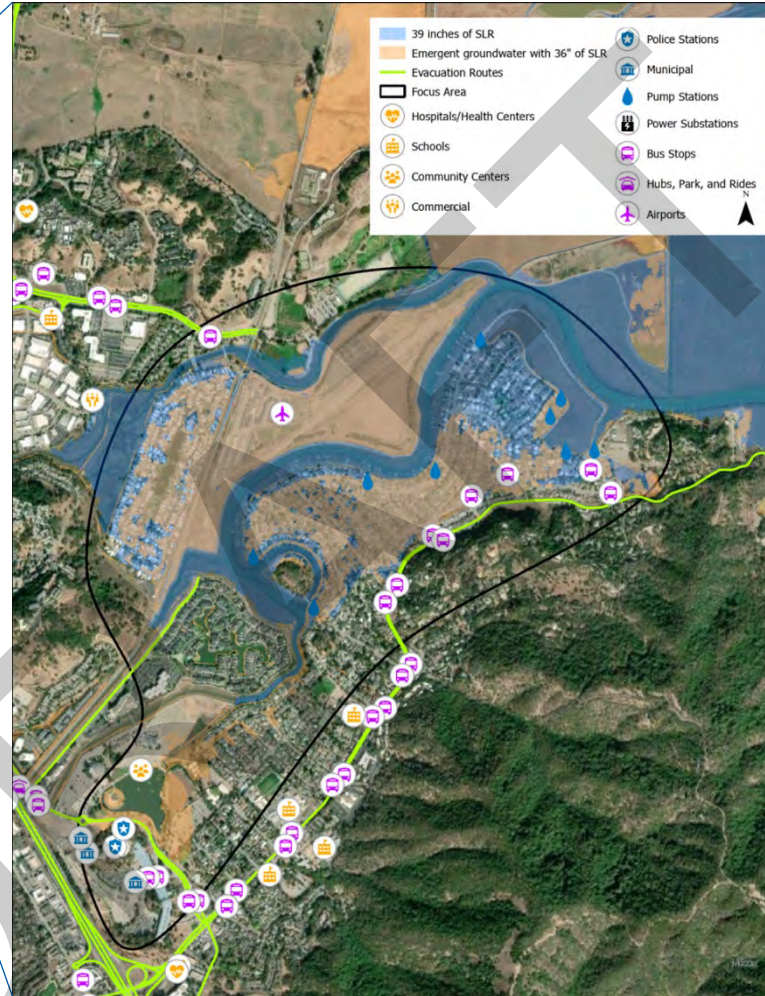 39 inches of SLR
Emergent groundwater with 36" of SLR
Evacuation Routes
Focus Area
Hospitals/Health Centers
Schools
Community Centers
Commercial
Police Stations
Municipal
Pump Stations
Power Substations
Bus Stops
Hubs, Park, and Rides
Airports
N